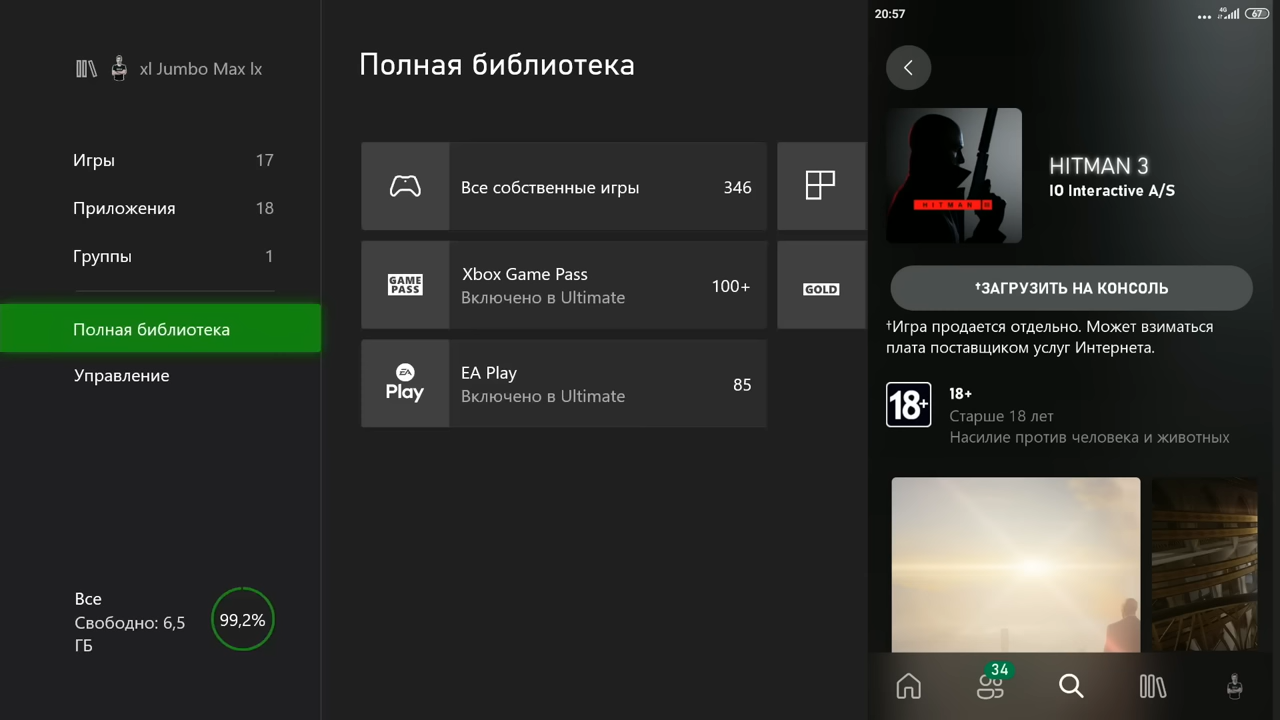 xl Jumbo Max lx
Игры 17
Приложения 18
Группы 1
Полная библиотека
Управление
Все
Свободно: 6,5
ГБ
99,2%
Полная библиотека
Все собственные игры 346
GAME
PASS
Xbox Game Pass
Включено в Ultimate
100+
GOLD
EA
Play
EA Play
Включено в Ultimate
85
20:57
4G
67
HITMAN III
HITMAN 3
IO Interactive A/S
†ЗАГРУЗИТЬ НА КОНСОЛЬ
†Игра продается отдельно. Может взиматься
плата поставщиком услуг Интернета.
18+
18+
Старше 18 лет
Насилие против человека и животных
34